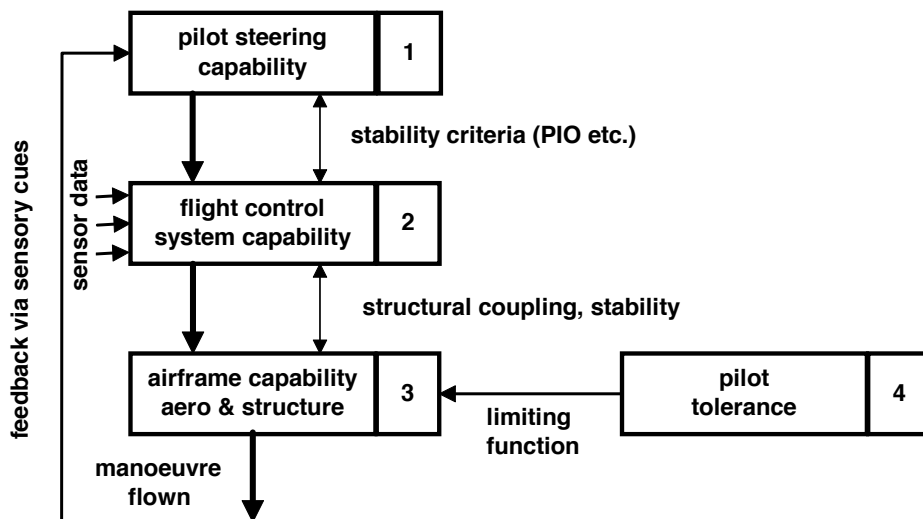 pilot steering
capability
1
stability criteria (PIO etc.)
feedback via sensory cues
sensor data
flight control
system capability
2
structural coupling, stability
airframe capability
aero & structure
3
limiting
function
pilot
tolerance
4
manoeuvre
flown